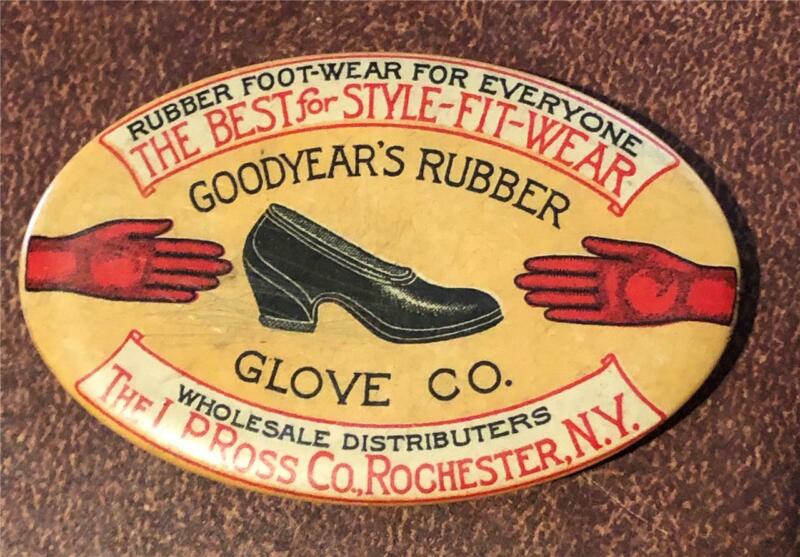 RUBBER FOOT-WEAR FOR EVERYONE
THE BEST for STYLE-FIT-WEAR
GOODYEAR'S RUBBER
GLOVE CO.
WHOLESALE DISTRIBUTERS
THE L.P. ROSS CO., ROCHESTER, N.Y.